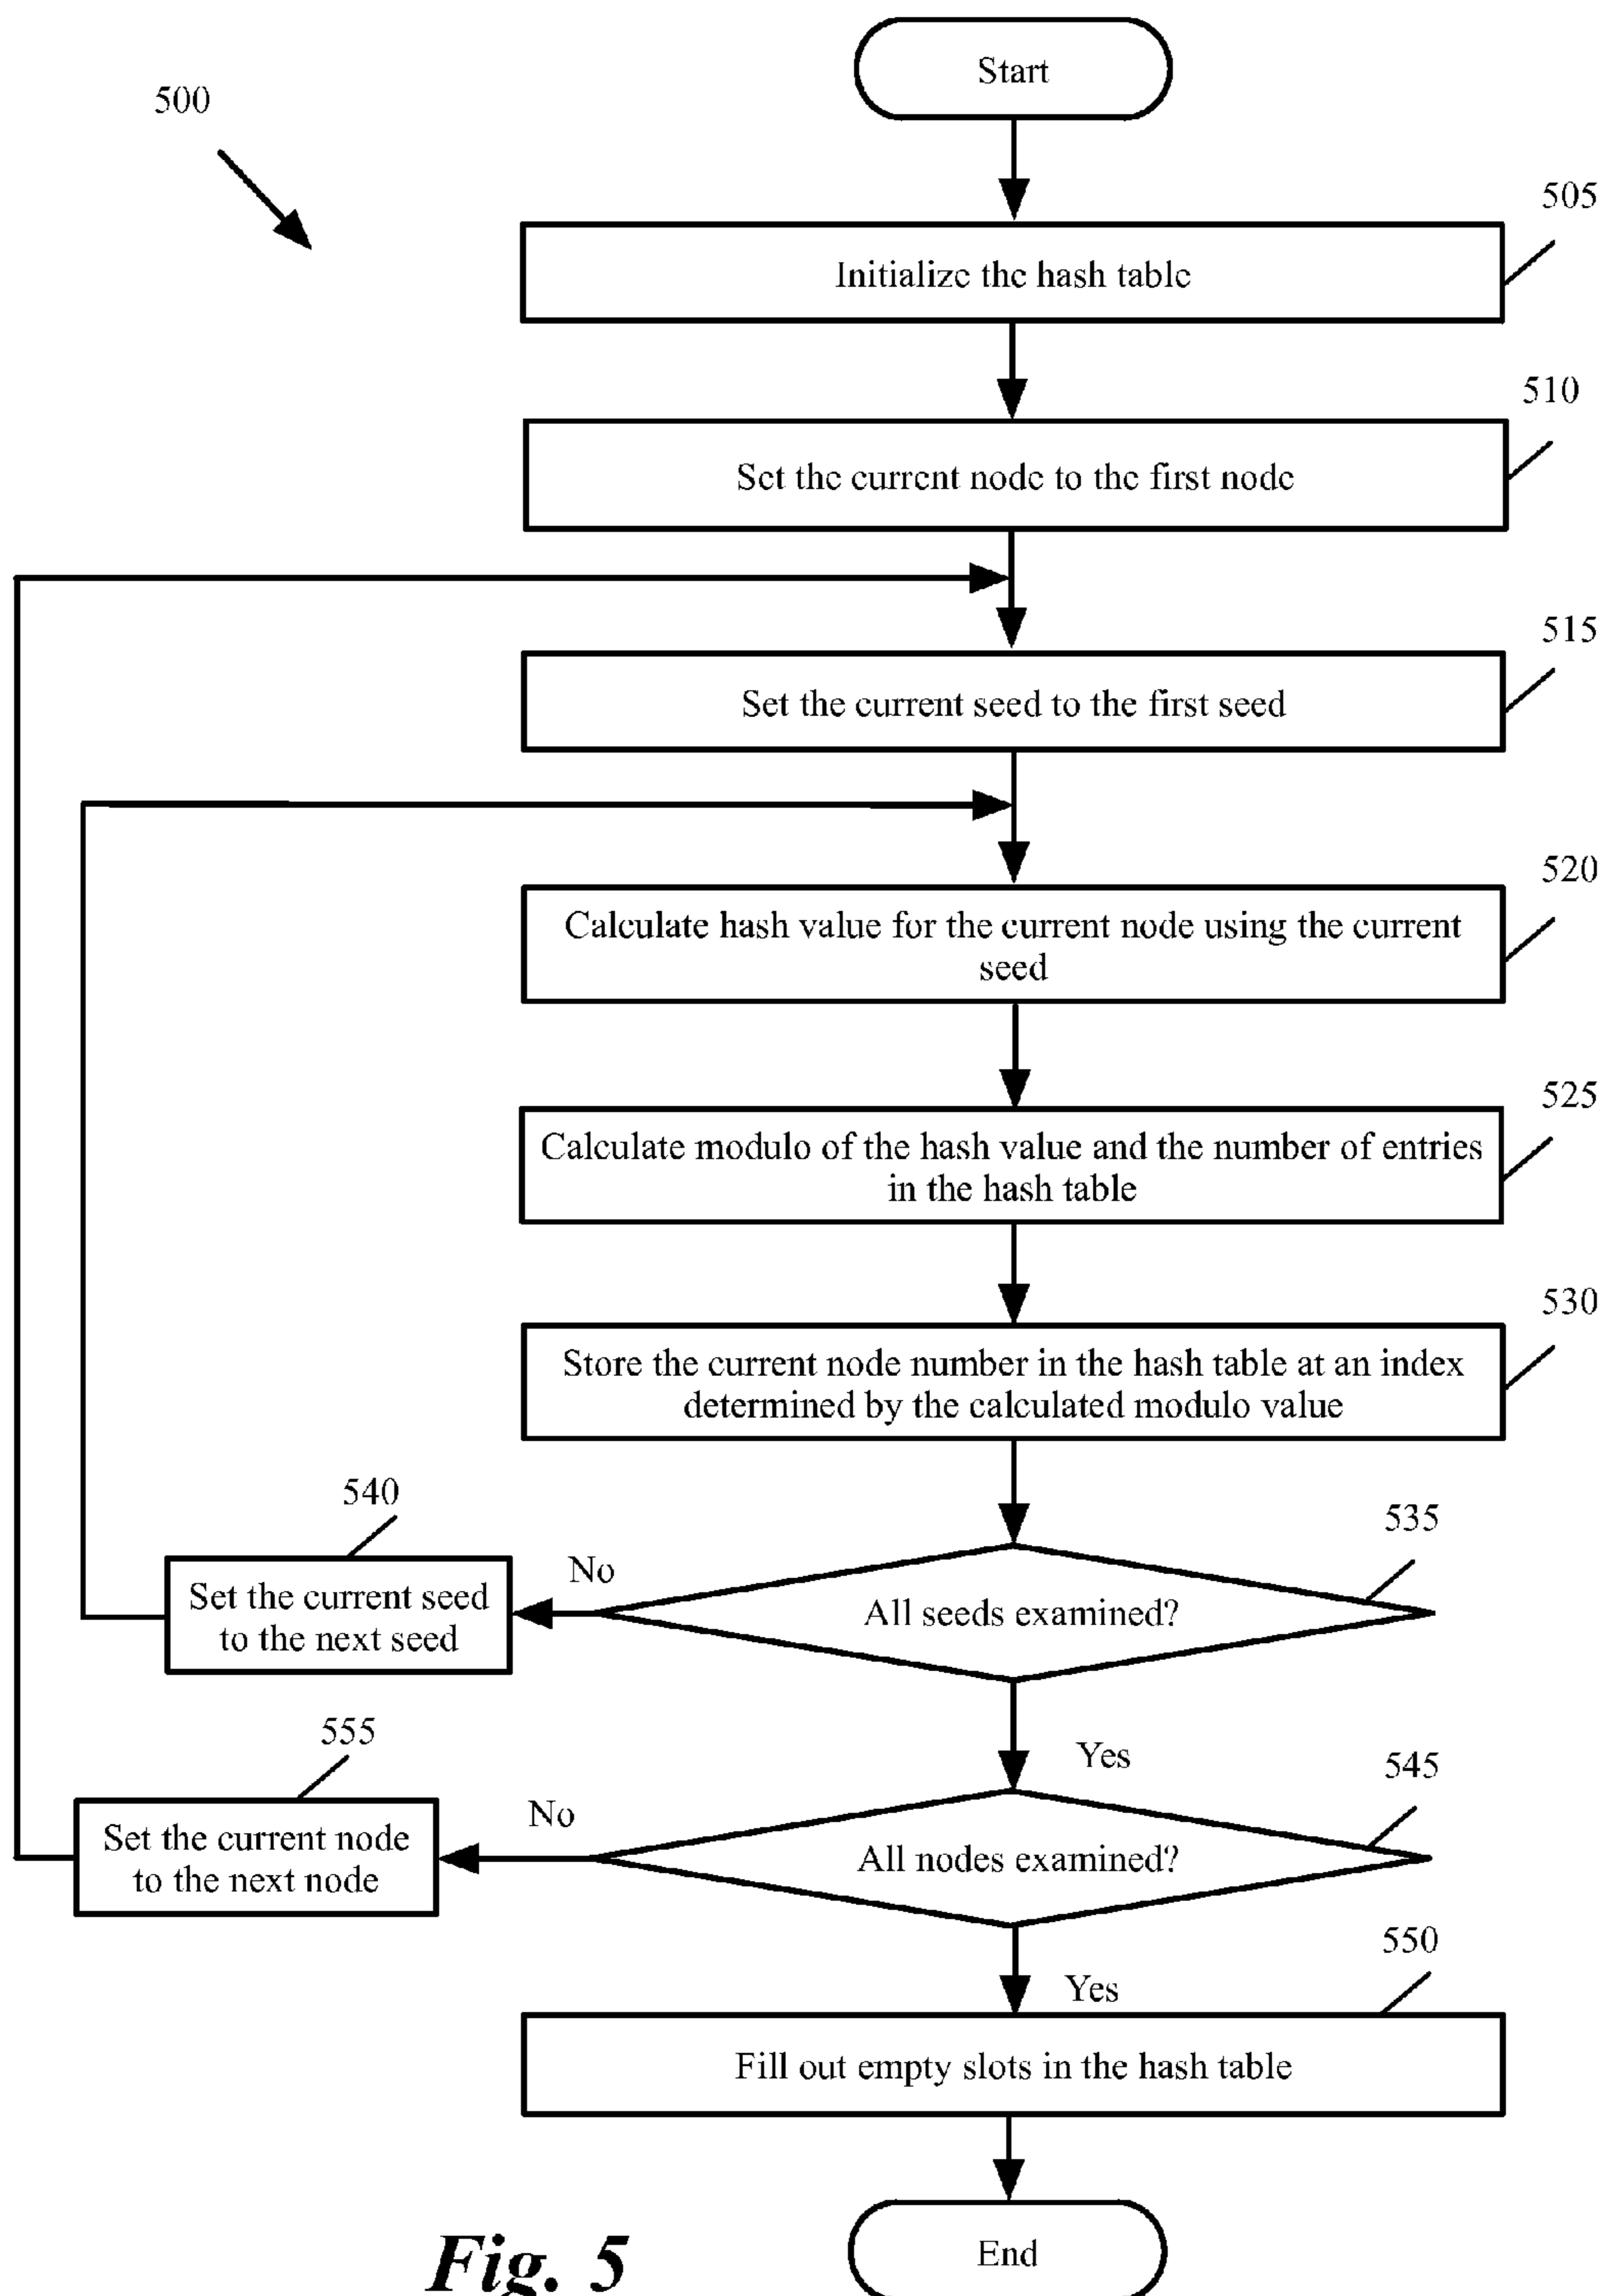 Start
500
505
Initialize the hash table
510
Set the current node to the first node
515
Set the current seed to the first seed
520
Calculate hash value for the current node using the current
seed
525
Calculate modulo of the hash value and the number of entries
in the hash table
530
Store the current node number in the hash table at an index
determined by the calculated modulo value
540
535
No
Set the current seed
to the next seed
All seeds examined?
555
Yes
545
No
Set the current node
to the next node
All nodes examined?
550
Yes
Fill out empty slots in the hash table
End
Fig. 5